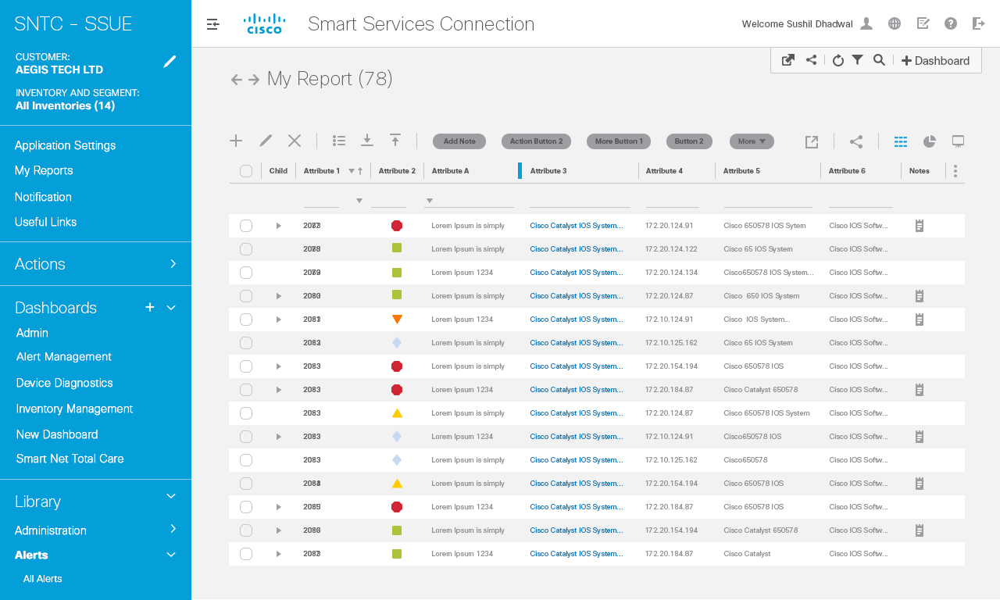 SNTC – SSUE
CUSTOMER:
AEGIS TECH LTD
INVENTORY AND SEGMENT:
All Inventories (14)
Application Settings
My Reports
Notification
Useful Links
Actions
Dashboards
Admin
Alert Management
Device Diagnostics
Inventory Management
New Dashboard
Smart Net Total Care
Library
Administration
Alerts
All Alerts
CISCO
Smart Services Connection
Welcome Sushil Dhadwal
Dashboard
My Report (78)
Add Note Action Button 2 More Button 1 Button 2 More
Child Attribute 1 Attribute 2 Attribute A Attribute 3 Attribute 4 Attribute 5 Attribute 6 Notes
Lorem Ipsum is simply Cisco Catalyst IOS System... 172.20.124.91 Cisco 650578 IOS Sytem Cisco IOS Softw...
Lorem Ipsum is simply Cisco Catalyst IOS System... 172.20.124.122 Cisco 65 IOS System Cisco IOS Softw...
Lorem Ipsum 1234 Cisco Catalyst IOS System... 172.20.124.134 Cisco650578 IOS System... Cisco IOS Softw...
Lorem Ipsum is simply Cisco Catalyst IOS System... 172.20.124.87 Cisco 650 IOS System Cisco IOS Softw...
Lorem Ipsum 1234 Cisco Catalyst IOS System... 172.10.124.91 Cisco IOS System... Cisco IOS Softw...
Lorem Ipsum is simply Cisco Catalyst IOS System... 172.10.125.162 Cisco 65 IOS System Cisco IOS Softw...
2083 Lorem Ipsum is simply Cisco Catalyst IOS System... 172.20.154.194 Cisco 650578 IOS Cisco IOS Softw...
2083 Lorem Ipsum 1234 Cisco Catalyst IOS System... 172.20.184.87 Cisco Catalyst 650578 Cisco IOS Softw...
2083 Lorem Ipsum is simply Cisco Catalyst IOS System... 172.20.124.87 Cisco 650578 IOS System Cisco IOS Softw...
2083 Lorem Ipsum 1234 Cisco Catalyst IOS System... 172.10.124.91 Cisco650578 IOS Cisco IOS Softw...
2083 Lorem Ipsum is simply Cisco Catalyst IOS System... 172.10.125.162 Cisco650578 Cisco IOS Softw...
Lorem Ipsum is simply Cisco Catalyst IOS System... 172.20.154.194 Cisco 650578 IOS Cisco IOS Softw...
Lorem Ipsum 1234 Cisco Catalyst IOS System... 172.20.184.87 Cisco 650578 IOS Cisco IOS Softw...
Lorem Ipsum is simply Cisco Catalyst IOS System... 172.20.154.194 Cisco Catalyst 650578 Cisco IOS Softw...
Lorem Ipsum 1234 Cisco Catalyst IOS System... 172.20.184.87 Cisco Catalyst Cisco IOS Softw...